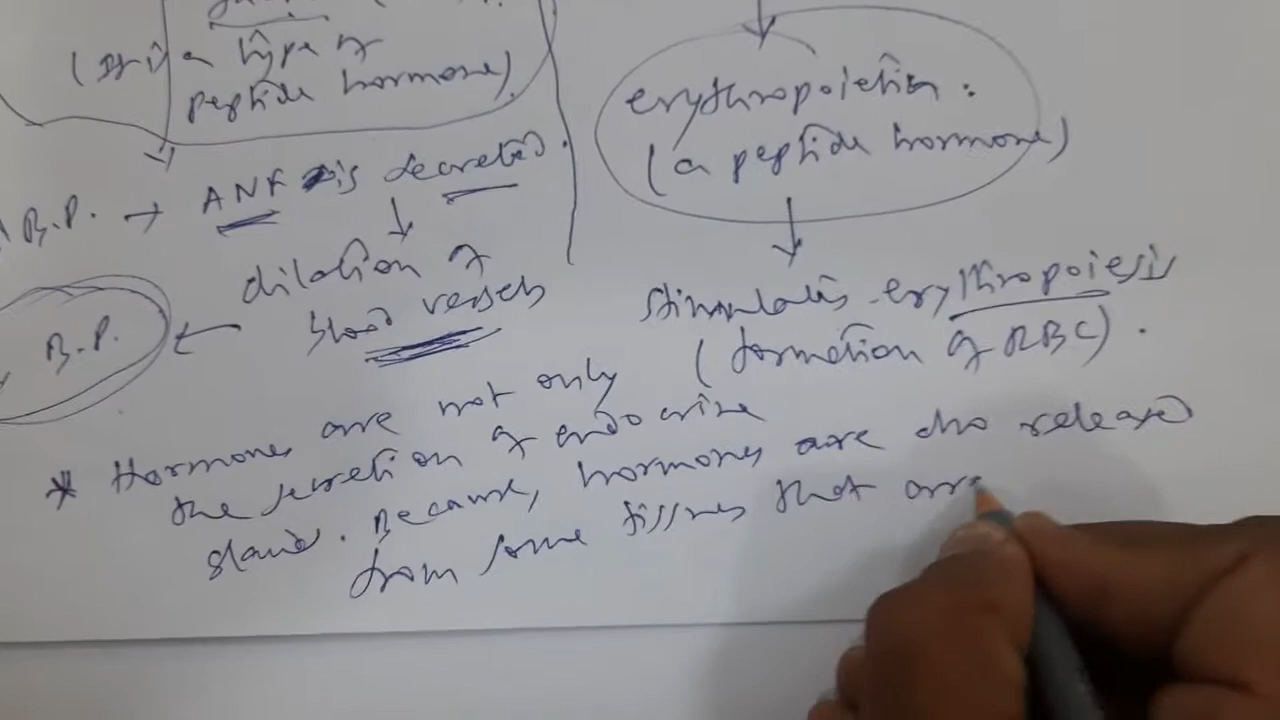 (It is a type of
peptide hormone).
B.P. → ANF is secreted.
↓
dilation of
blood vessels
← B.P.
erythropoietin.
(a peptide hormone)
↓
stimulates erythropoiesis
(formation of RBC).
* Hormones are not only
the secretion of endocrine
gland. Because, hormones are also released
from some tissues that are